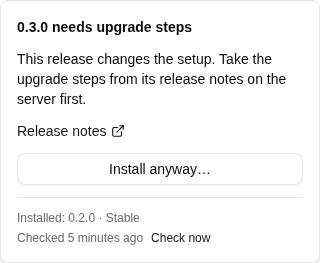 0.3.0 needs upgrade steps
This release changes the setup. Take the
upgrade steps from its release notes on the
server first.
Release notes
Install anyway…
Installed: 0.2.0 · Stable
Checked 5 minutes ago Check now